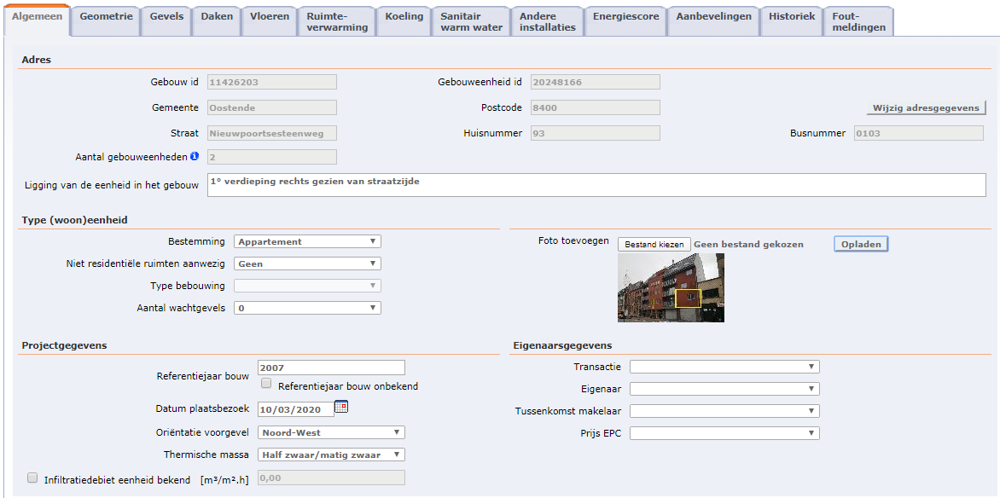 Algemeen Geometrie Gevels Daken Vloeren Ruimte- Koeling Sanitair Andere Energiescore Aanbevelingen Historiek Fout-
verwarming warm water installaties meldingen
Adres
Gebouw id 11426203 Gebouweenheid id 20248166
Gemeente Oostende Postcode 8400 Wijzig adresgegevens
Straat Nieuwpoortsesteenweg Huisnummer 93 Busnummer 0103
Aantal gebouweenheden 2
Ligging van de eenheid in het gebouw 1° verdieping rechts gezien van straatzijde
Type (woon)eenheid
Bestemming Appartement Foto toevoegen Bestand kiezen Geen bestand gekozen Opladen
Niet residentiële ruimten aanwezig Geen
Type bebouwing
Aantal wachtgevels 0
Projectgegevens Eigenaarsgegevens
Referentiejaar bouw 2007 Transactie
Referentiejaar bouw onbekend Eigenaar
Datum plaatsbezoek 10/03/2020 Tussenkomst makelaar
Oriëntatie voorgevel Noord-West Prijs EPC
Thermische massa Half zwaar/matig zwaar
Infiltratiedebiet eenheid bekend [m³/m².h] 0,00